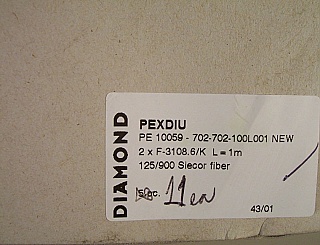 DIAMOND
PEXDIU
PE 10059 - 702-702-100L001 NEW
2 x F-3108.6/K L = 1m
125/900 Siecor fiber
11 ea
43/01